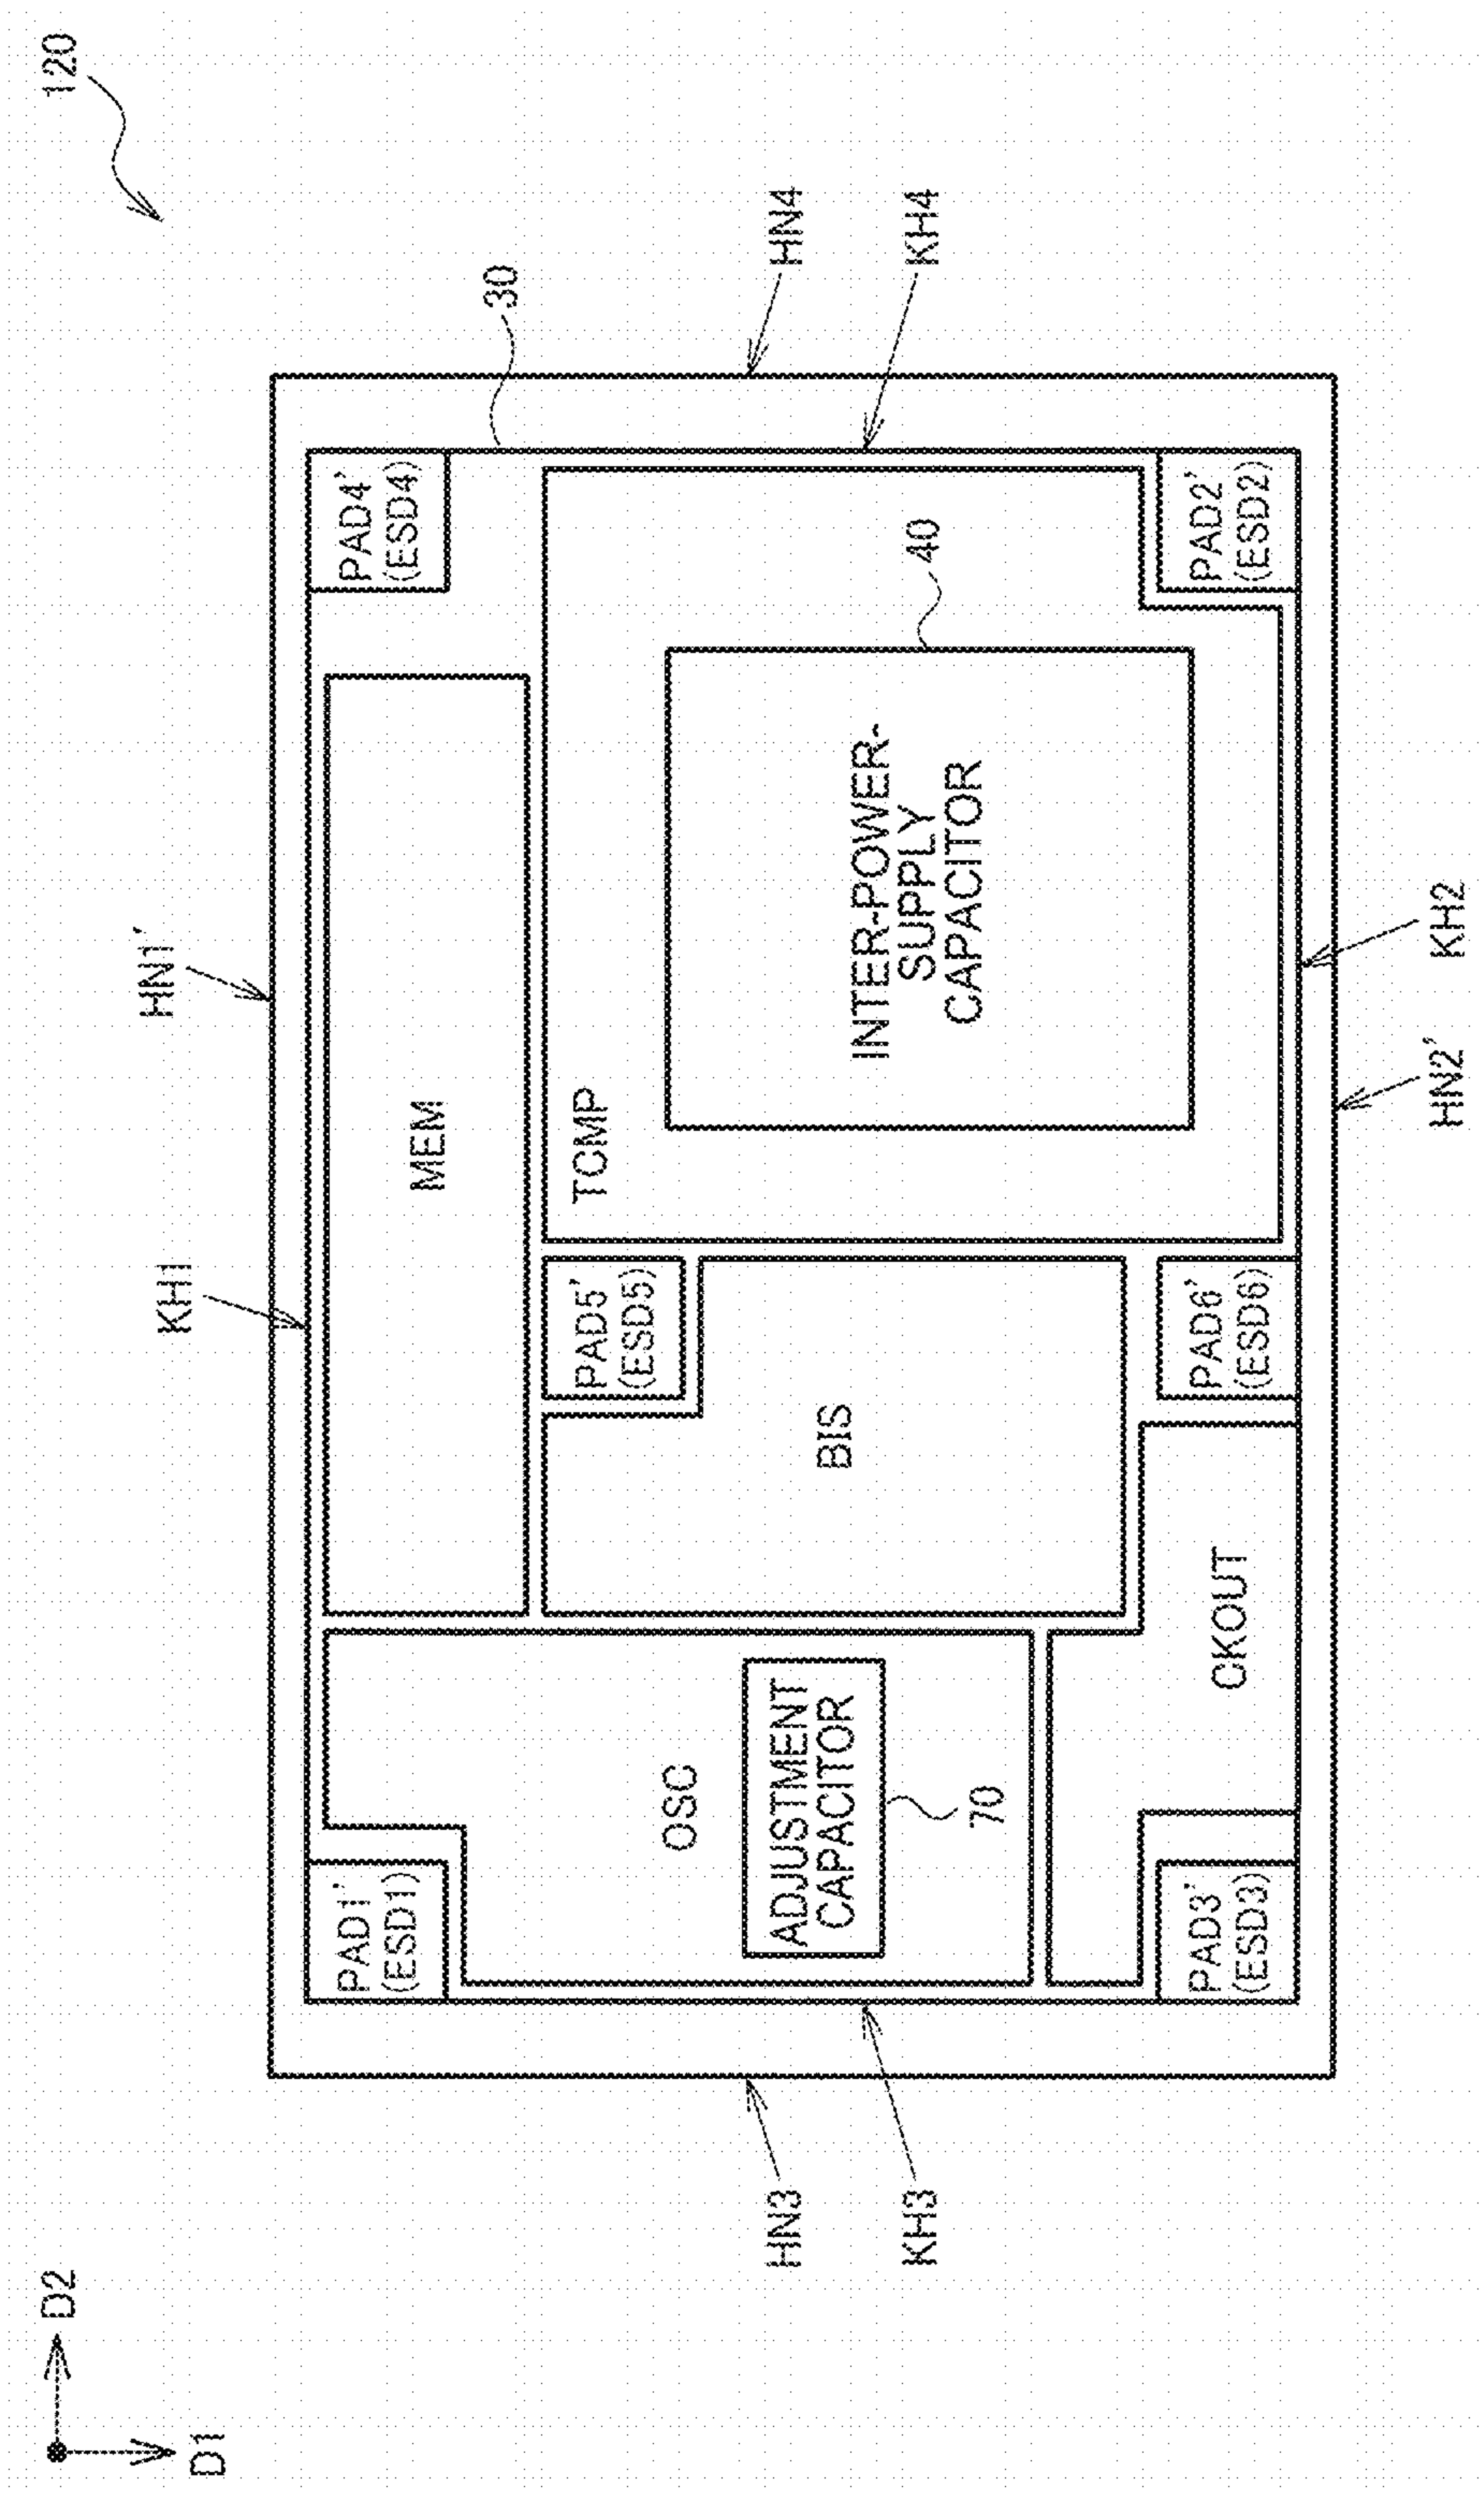 120
HN1'
KH1
30
HN4
KH4
PAD1'
(ESD1)
MEM
PAD4'
(ESD4)
OSC
ADJUSTMENT
CAPACITOR
70
PAD5'
(ESD5)
BIS
TCMP
40
INTER-POWER-
SUPPLY
CAPACITOR
PAD3'
(ESD3)
CKOUT
PAD6'
(ESD6)
PAD2'
(ESD2)
HN3
KH3
HN2'
KH2
D2
D1